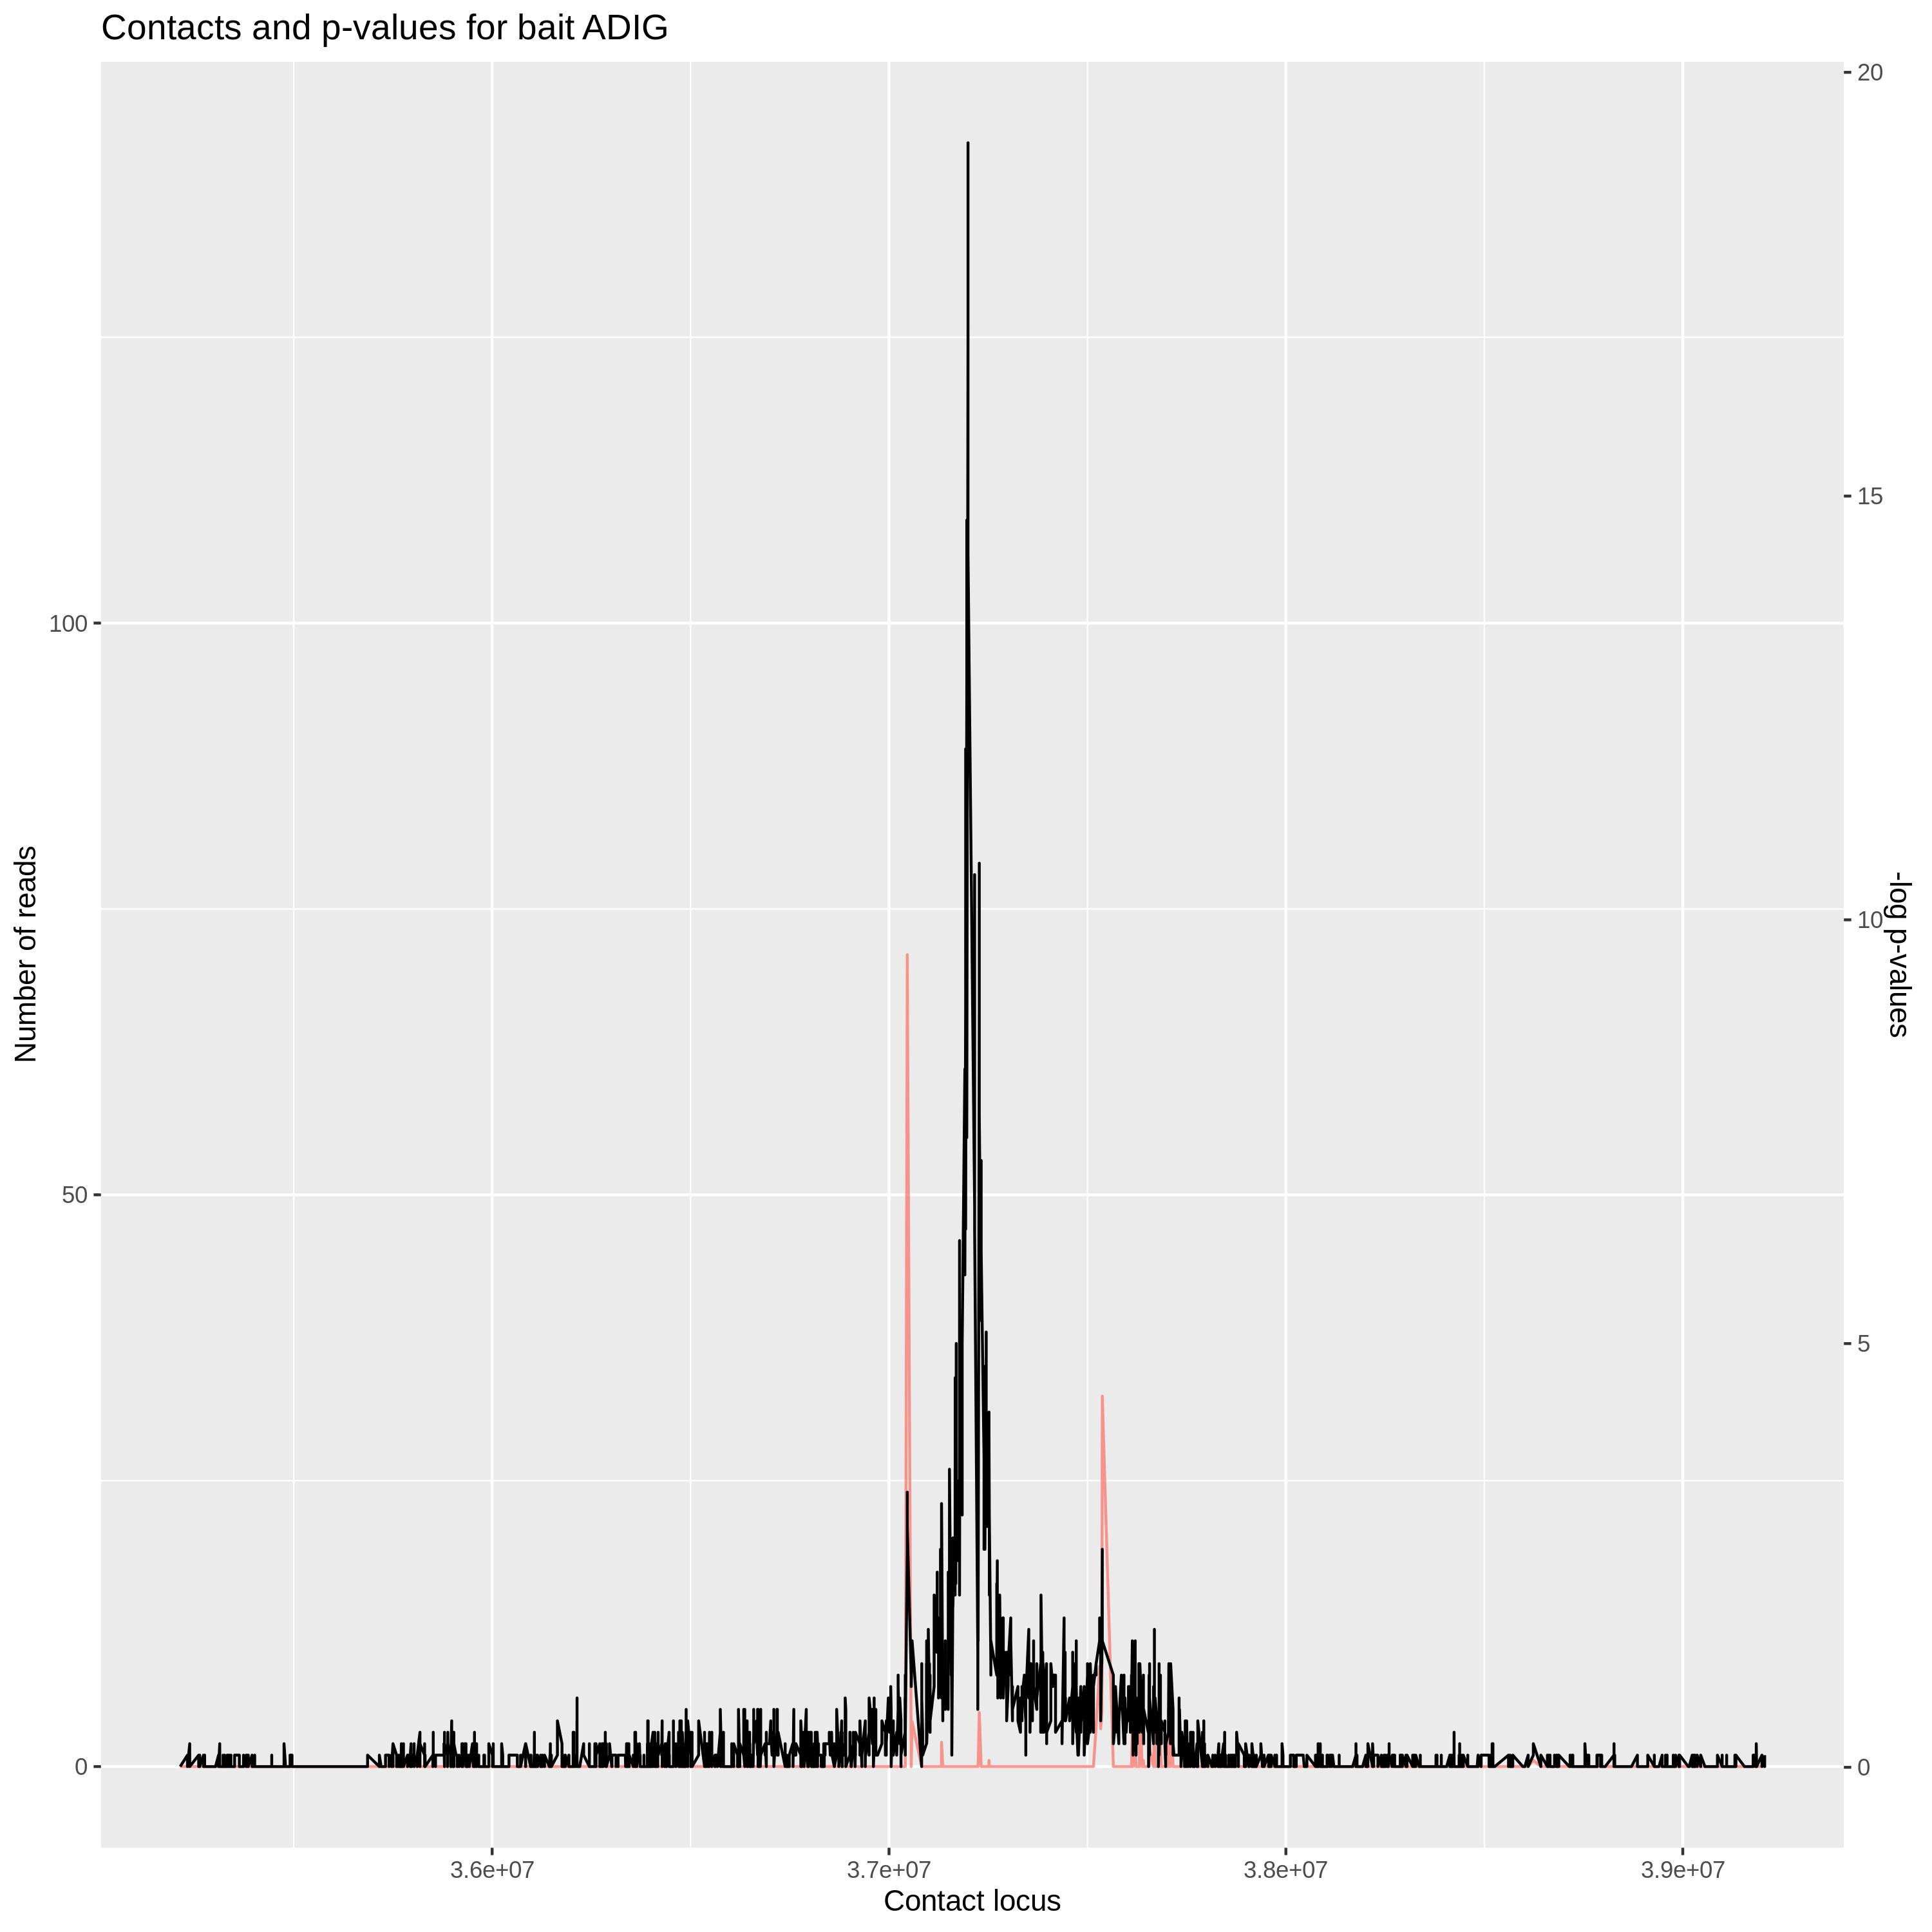 Contacts and p-values for bait ADIG
20
15
100
Number of reads
10
-log p-values
50
5
0
0
3.6e+07
3.7e+07
3.8e+07
3.9e+07
Contact locus